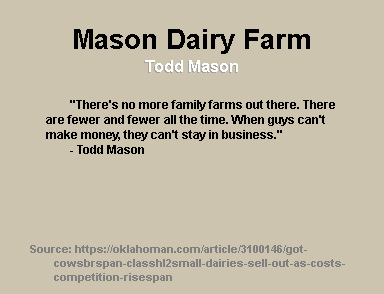 Mason Dairy Farm
Todd Mason
"There's no more family farms out there. There
are fewer and fewer all the time. When guys can't
make money, they can't stay in business."
- Todd Mason
Source: https://oklahoman.com/article/3100146/got-
cowsbrspan-classhl2small-dairies-sell-out-as-costs-
competition-risespan